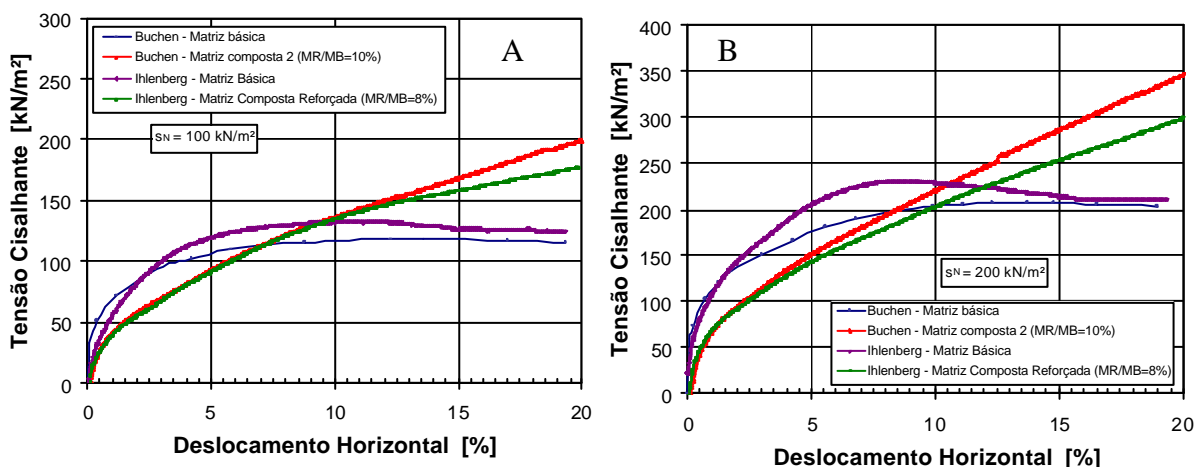 A
Tensão Cisalhante [kN/m²]
300
250
200
150
100
50
0
Buchen - Matriz básica
Buchen - Matriz composta 2 (MR/MB=10%)
Ihlenberg - Matriz Básica
Ihlenberg - Matriz Composta Reforçada (MR/MB=8%)
sN = 100 kN/m²
0 5 10 15 20
Deslocamento Horizontal [%]
B
Tensão Cisalhante [kN/m²]
400
350
300
250
200
150
100
50
0
sN = 200 kN/m²
Buchen - Matriz básica
Buchen - Matriz composta 2 (MR/MB=10%)
Ihlenberg - Matriz Básica
Ihlenberg - Matriz Composta Reforçada (MR/MB=8%)
0 5 10 15 20
Deslocamento Horizontal [%]